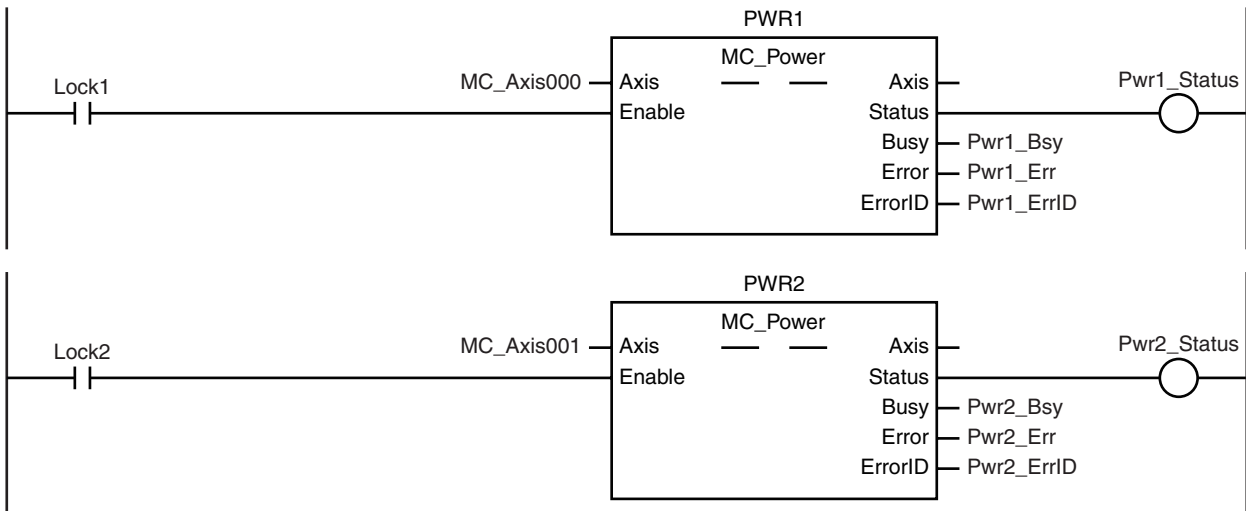 PWR1
MC_Power
Lock1
MC_Axis000
Axis
Axis
Pwr1_Status
Enable
Status
Busy
Pwr1_Bsy
Error
Pwr1_Err
ErrorID
Pwr1_ErrID
PWR2
MC_Power
Lock2
MC_Axis001
Axis
Axis
Pwr2_Status
Enable
Status
Busy
Pwr2_Bsy
Error
Pwr2_Err
ErrorID
Pwr2_ErrID